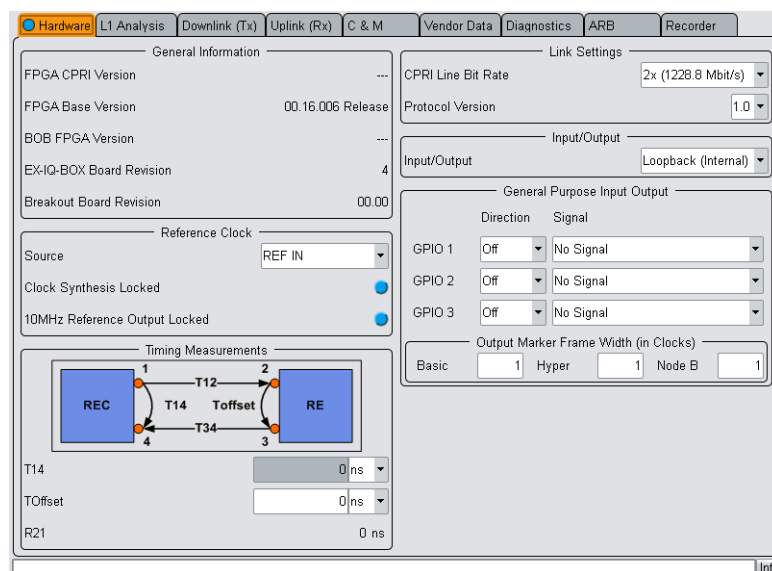 Hardware L1 Analysis Downlink (Tx) Uplink (Rx) C & M Vendor Data Diagnostics ARB Recorder
General Information
FPGA CPRI Version ---
FPGA Base Version 00.16.006 Release
BOB FPGA Version ---
EX-IQ-BOX Board Revision 4
Breakout Board Revision 00.00
Reference Clock
Source REF IN
Clock Synthesis Locked
10MHz Reference Output Locked
Timing Measurements
1 2
T12
REC T14 Toffset RE
T34
4 3
T14 0 ns
TOffset 0 ns
R21 0 ns
Link Settings
CPRI Line Bit Rate 2x (1228.8 Mbit/s)
Protocol Version 1.0
Input/Output
Input/Output Loopback (Internal)
General Purpose Input Output
Direction Signal
GPIO 1 Off No Signal
GPIO 2 Off No Signal
GPIO 3 Off No Signal
Output Marker Frame Width (in Clocks)
Basic 1 Hyper 1 Node B 1